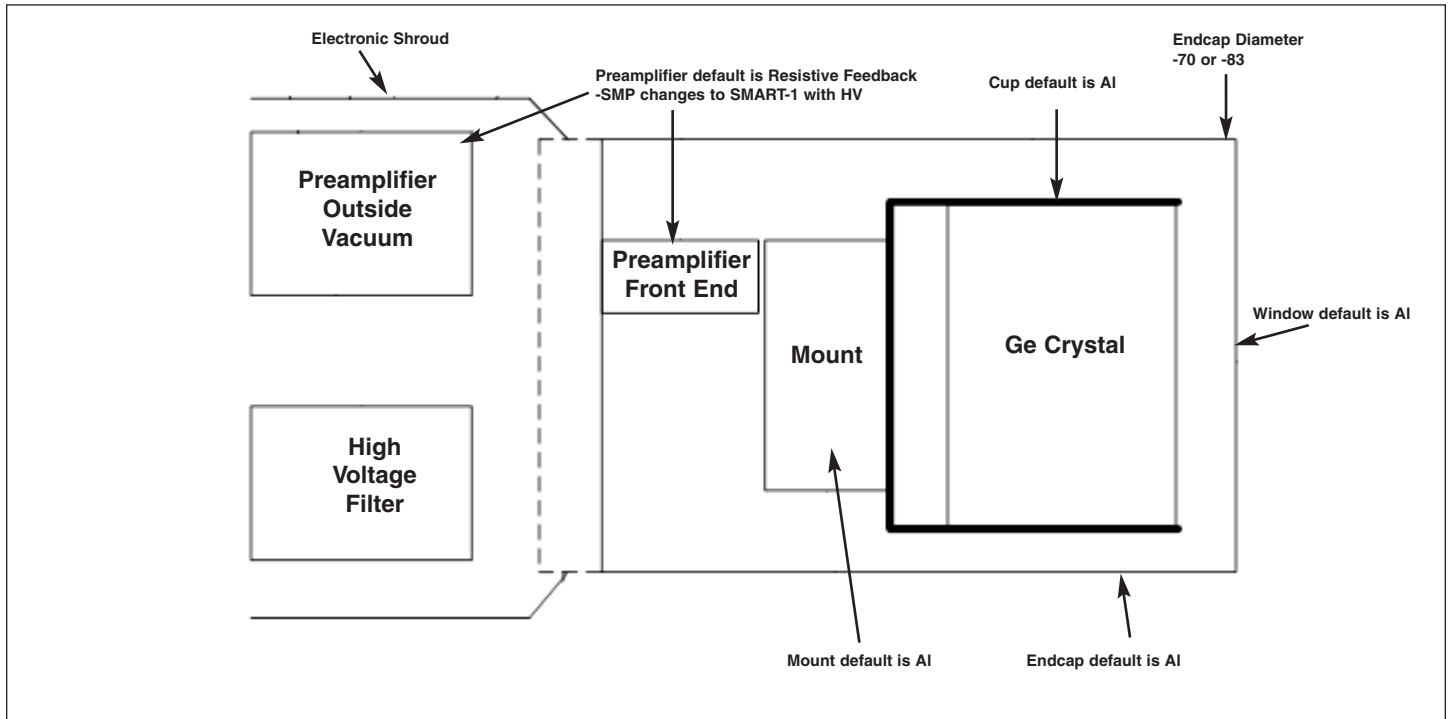 Electronic Shroud
Preamplifier default is Resistive Feedback
-SMP changes to SMART-1 with HV
Cup default is Al
Endcap Diameter
-70 or -83
Preamplifier
Outside
Vacuum
Preamplifier
Front End
Mount
Ge Crystal
Window default is Al
High
Voltage
Filter
Mount default is Al
Endcap default is Al